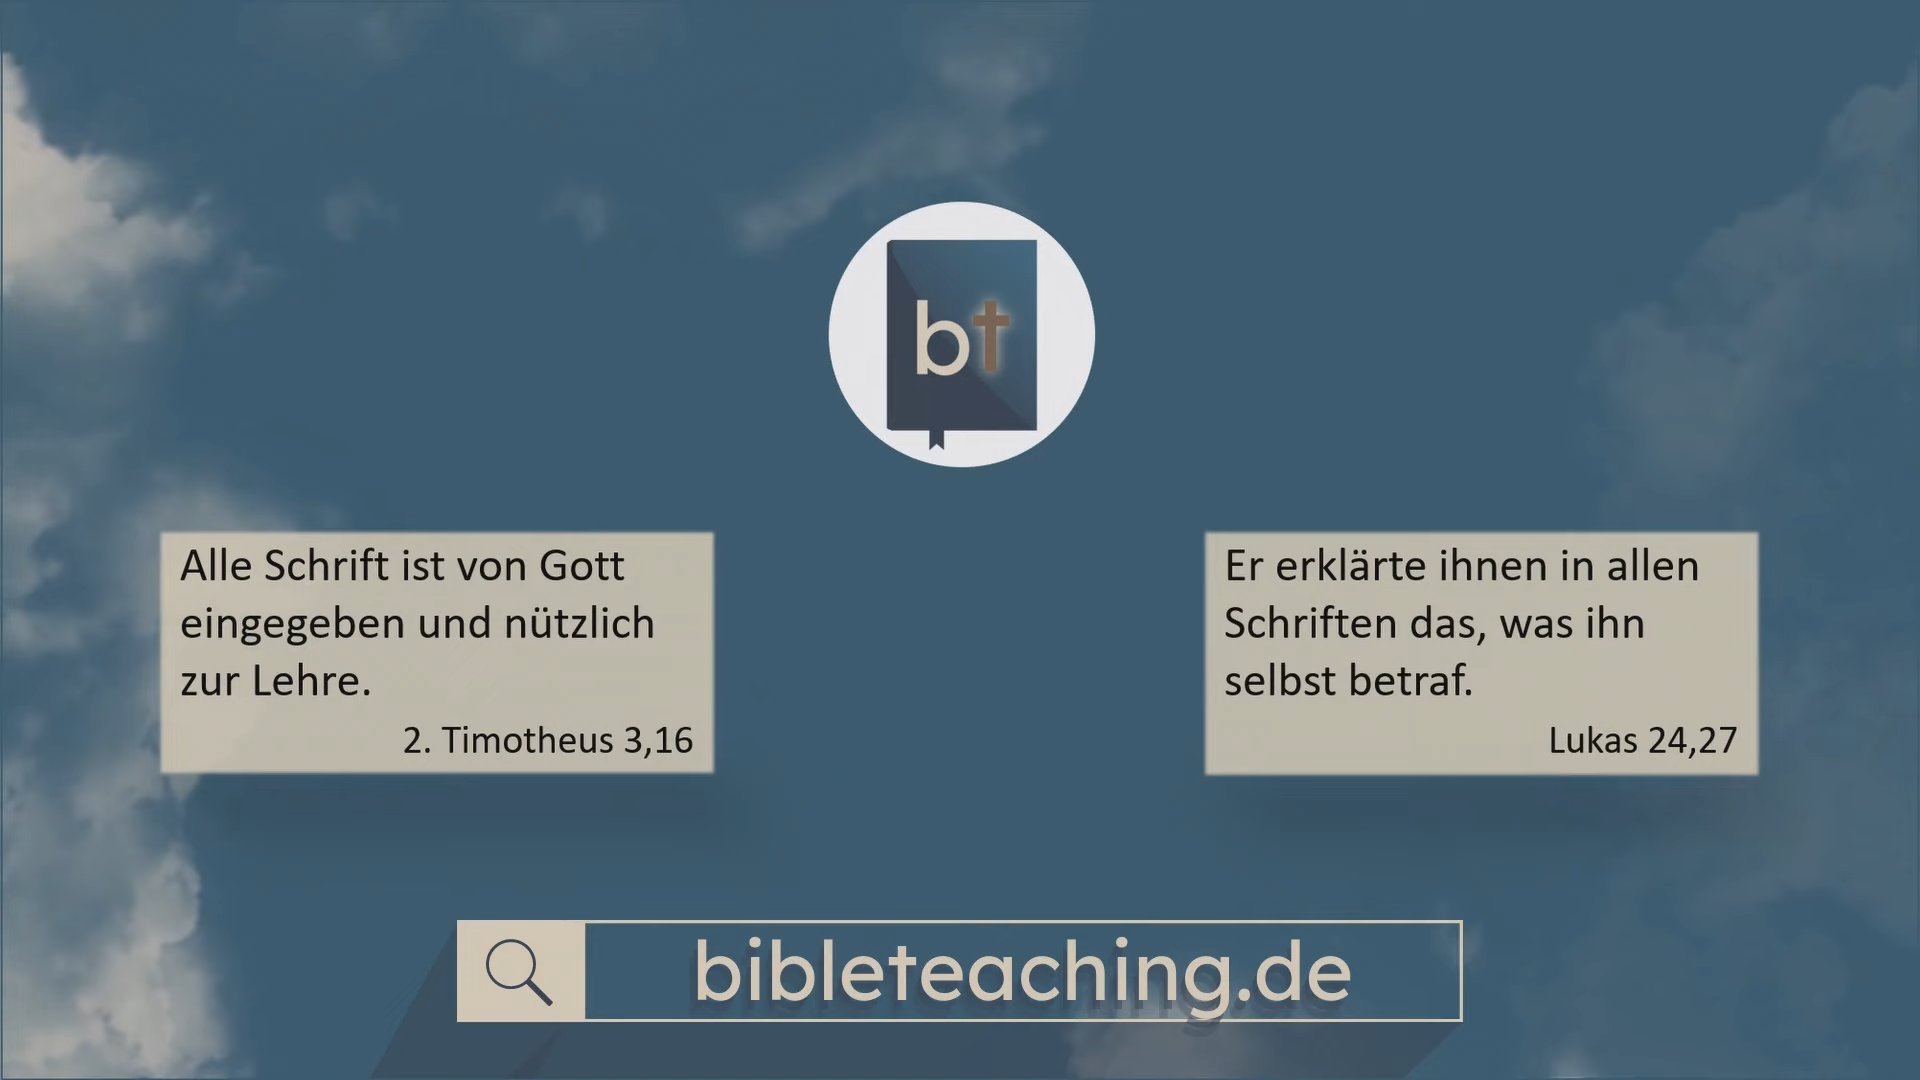 bt
Alle Schrift ist von Gott
eingegeben und nützlich
zur Lehre.
2. Timotheus 3,16
Er erklärte ihnen in allen
Schriften das, was ihn
selbst betraf.
Lukas 24,27
bibleteaching.de